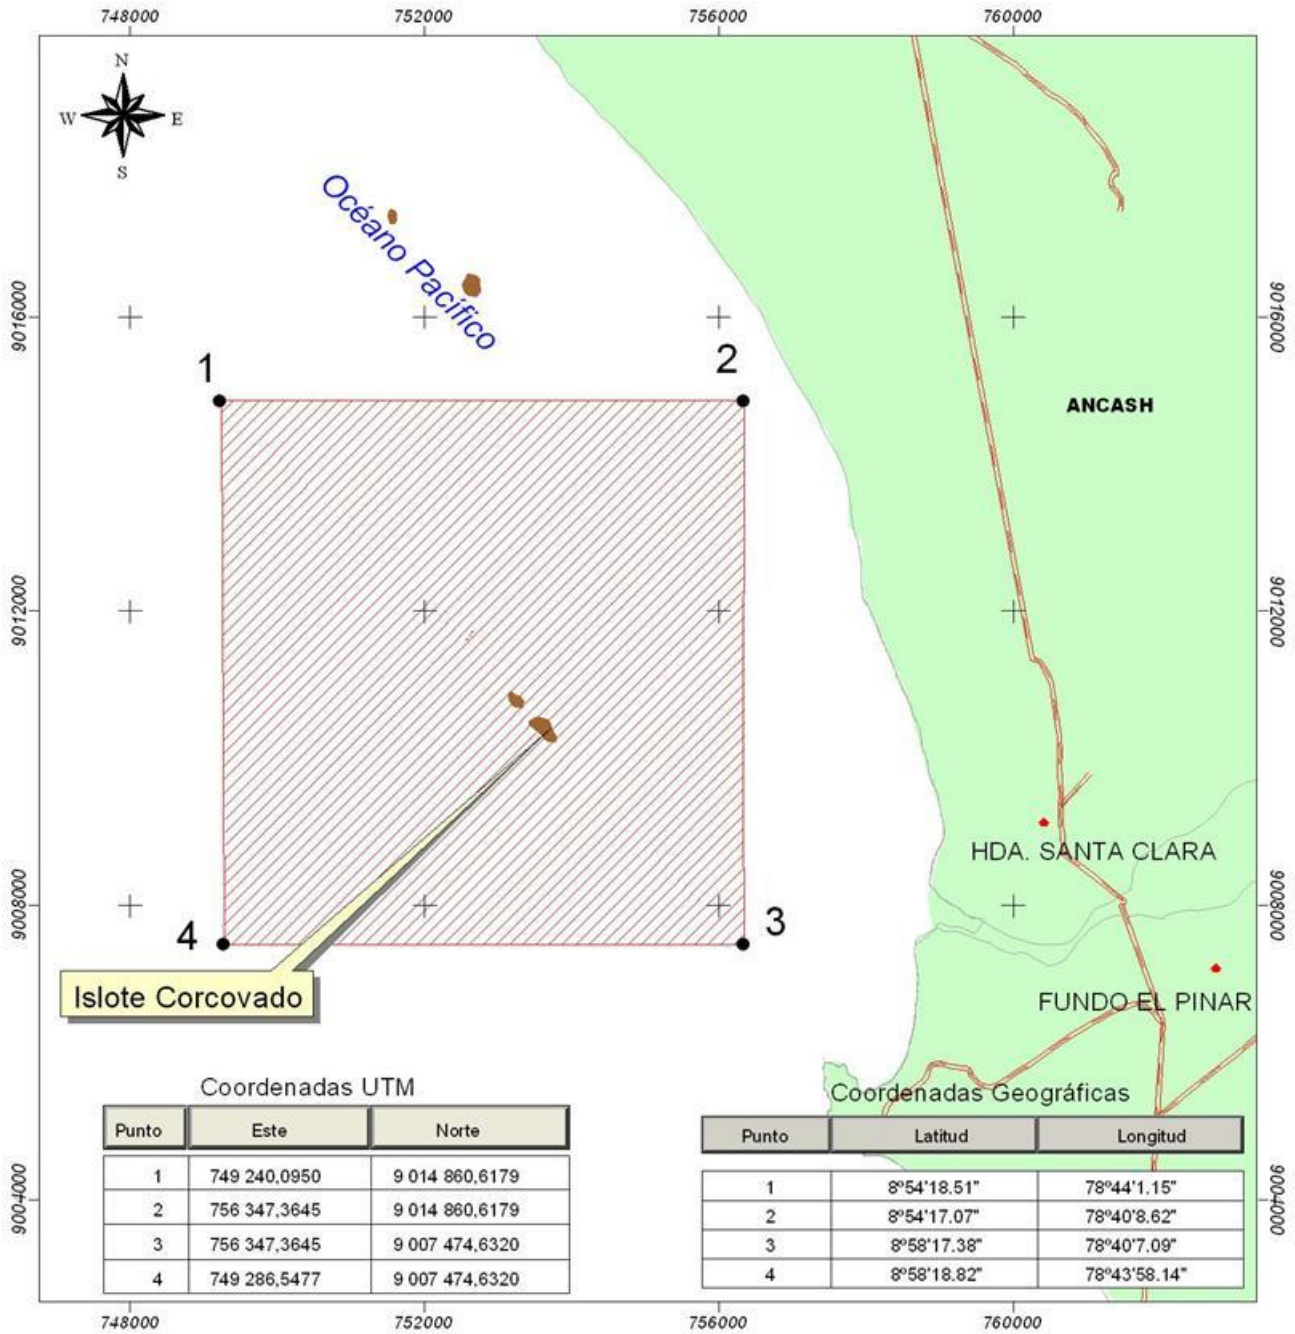 748000 752000 756000 760000
N
W E
S
Océano Pacífico
9016000 9016000
1 2
ANCASH
9012000 9012000
HDA. SANTA CLARA
9008000 9008000
4 3
Islote Corcovado
FUNDO EL PINAR
Coordenadas UTM
Punto Este Norte
1 749 240,0950 9 014 860,6179
2 756 347,3645 9 014 860,6179
3 756 347,3645 9 007 474,6320
4 749 286,5477 9 007 474,6320
Coordenadas Geográficas
Punto Latitud Longitud
1 8º54'18.51" 78º44'1.15"
2 8º54'17.07" 78º40'8.62"
3 8º58'17.38" 78º40'7.09"
4 8º58'18.82" 78º43'58.14"
9004000 9004000
748000 752000 756000 760000